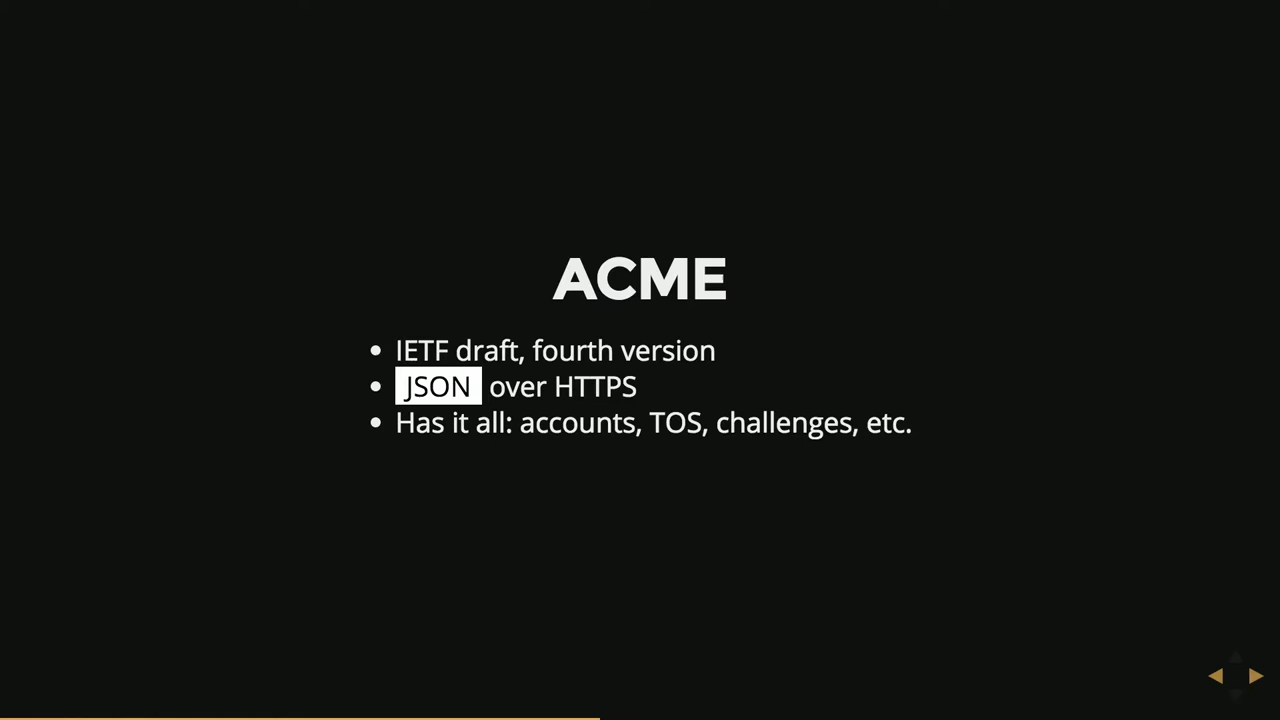 ACME
• IETF draft, fourth version
• JSON over HTTPS
• Has it all: accounts, TOS, challenges, etc.